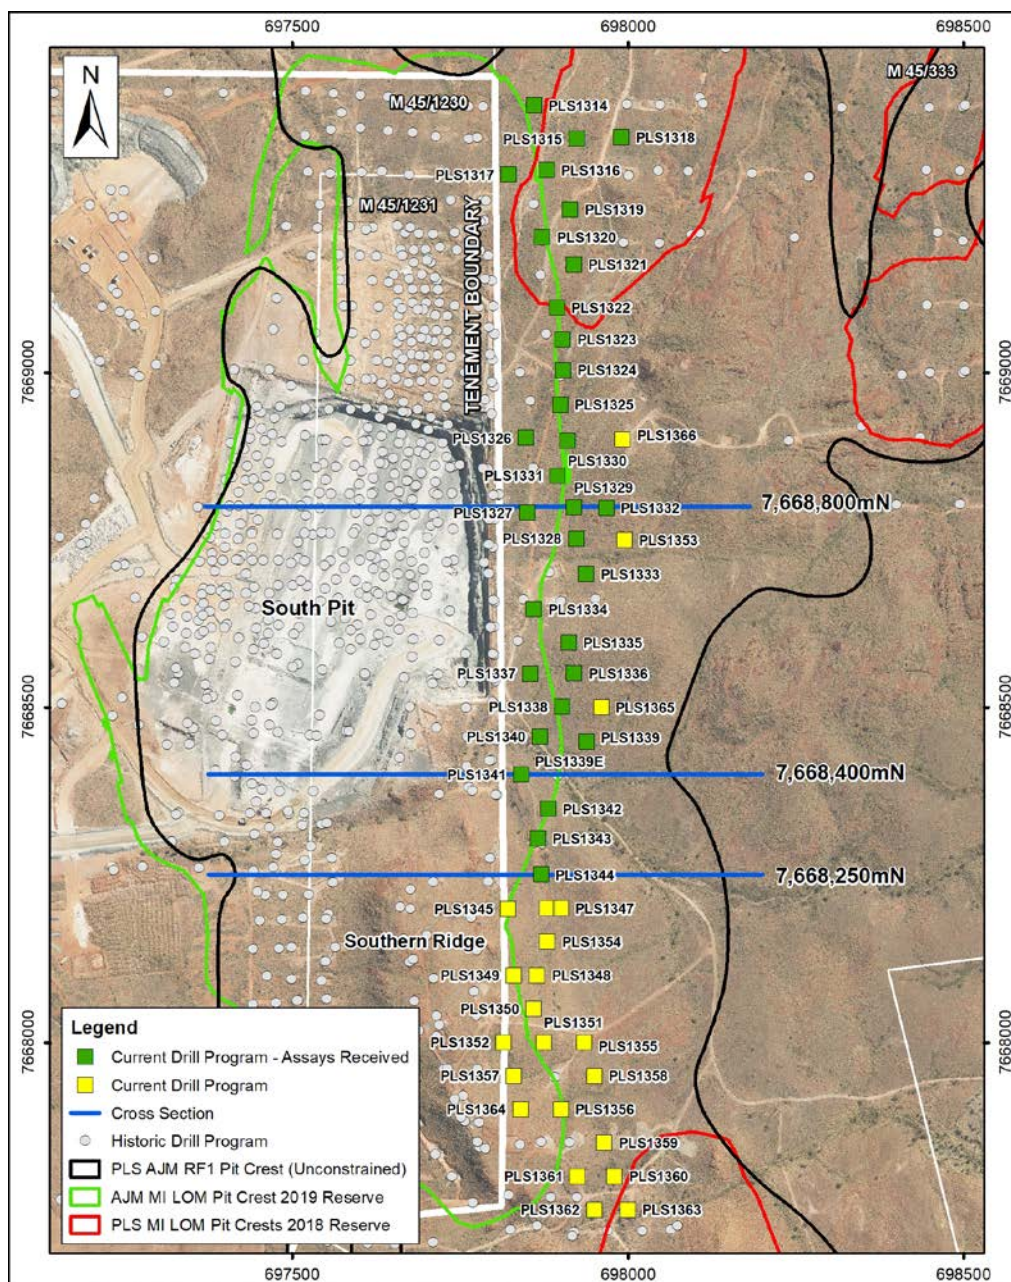 697500
698000
698500
N
M 45/1230
M 45/333
PLS1314
PLS1315
PLS1318
PLS1317
PLS1316
M 45/1231
PLS1319
PLS1320
PLS1321
TENEMENT BOUNDARY
PLS1322
PLS1323
7669000
7669000
PLS1324
PLS1325
PLS1326
PLS1366
PLS1330
PLS1331
PLS1329
PLS1327
PLS1332
7,668,800mN
PLS1328
PLS1353
PLS1333
South Pit
PLS1334
PLS1335
PLS1337
PLS1336
7668500
7668500
PLS1338
PLS1365
PLS1340
PLS1339
PLS1339E
PLS1341
7,668,400mN
PLS1342
PLS1343
PLS1344
7,668,250mN
PLS1345
PLS1347
Southern Ridge
PLS1354
PLS1349
PLS1348
PLS1350
PLS1351
7668000
PLS1352
PLS1355
PLS1357
PLS1358
PLS1364
PLS1356
PLS1359
PLS1361
PLS1360
PLS1362
PLS1363
Legend
Current Drill Program - Assays Received
Current Drill Program
Cross Section
Historic Drill Program
PLS AJM RF1 Pit Crest (Unconstrained)
AJM MI LOM Pit Crest 2019 Reserve
PLS MI LOM Pit Crests 2018 Reserve
7668000
697500
698000
698500